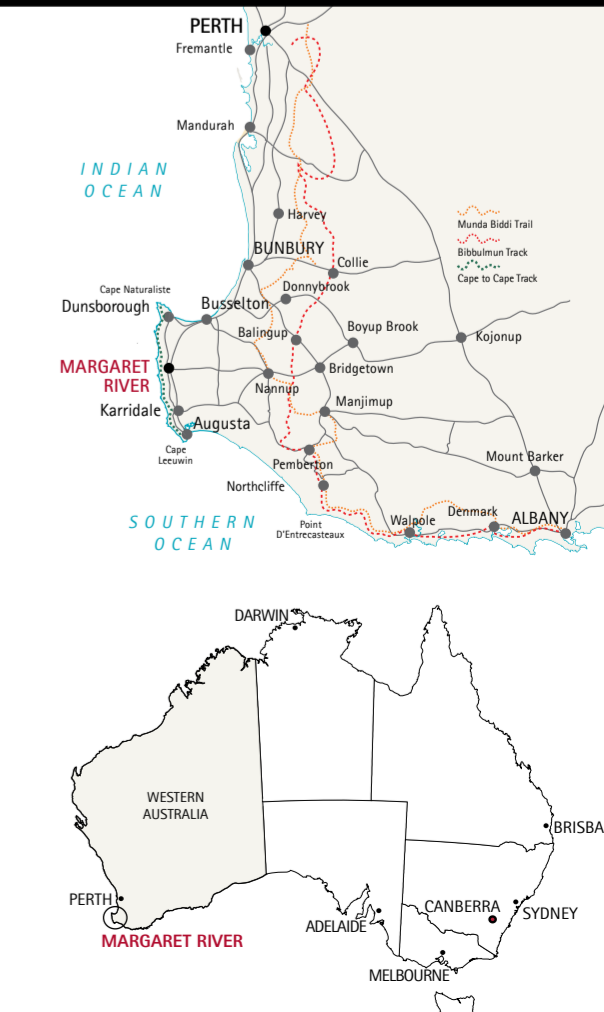 PERTH
Fremantle
Mandurah
INDIAN
OCEAN
Harvey
Munda Biddi Trail
Bibbulmun Track
Cape to Cape Track
BUNBURY
Collie
Cape Naturaliste
Donnybrook
Dunsborough
Busselton
Balingup
Boyup Brook
Kojonup
MARGARET
RIVER
Bridgetown
Nannup
Manjimup
Karridale
Augusta
Cape
Leeuwin
Pemberton
Mount Barker
Northcliffe
SOUTHERN
OCEAN
Point
D'Entrecasteaux
Walpole
Denmark
ALBANY
DARWIN
WESTERN
AUSTRALIA
BRISBA
PERTH
CANBERRA
SYDNEY
ADELAIDE
MARGARET RIVER
MELBOURNE